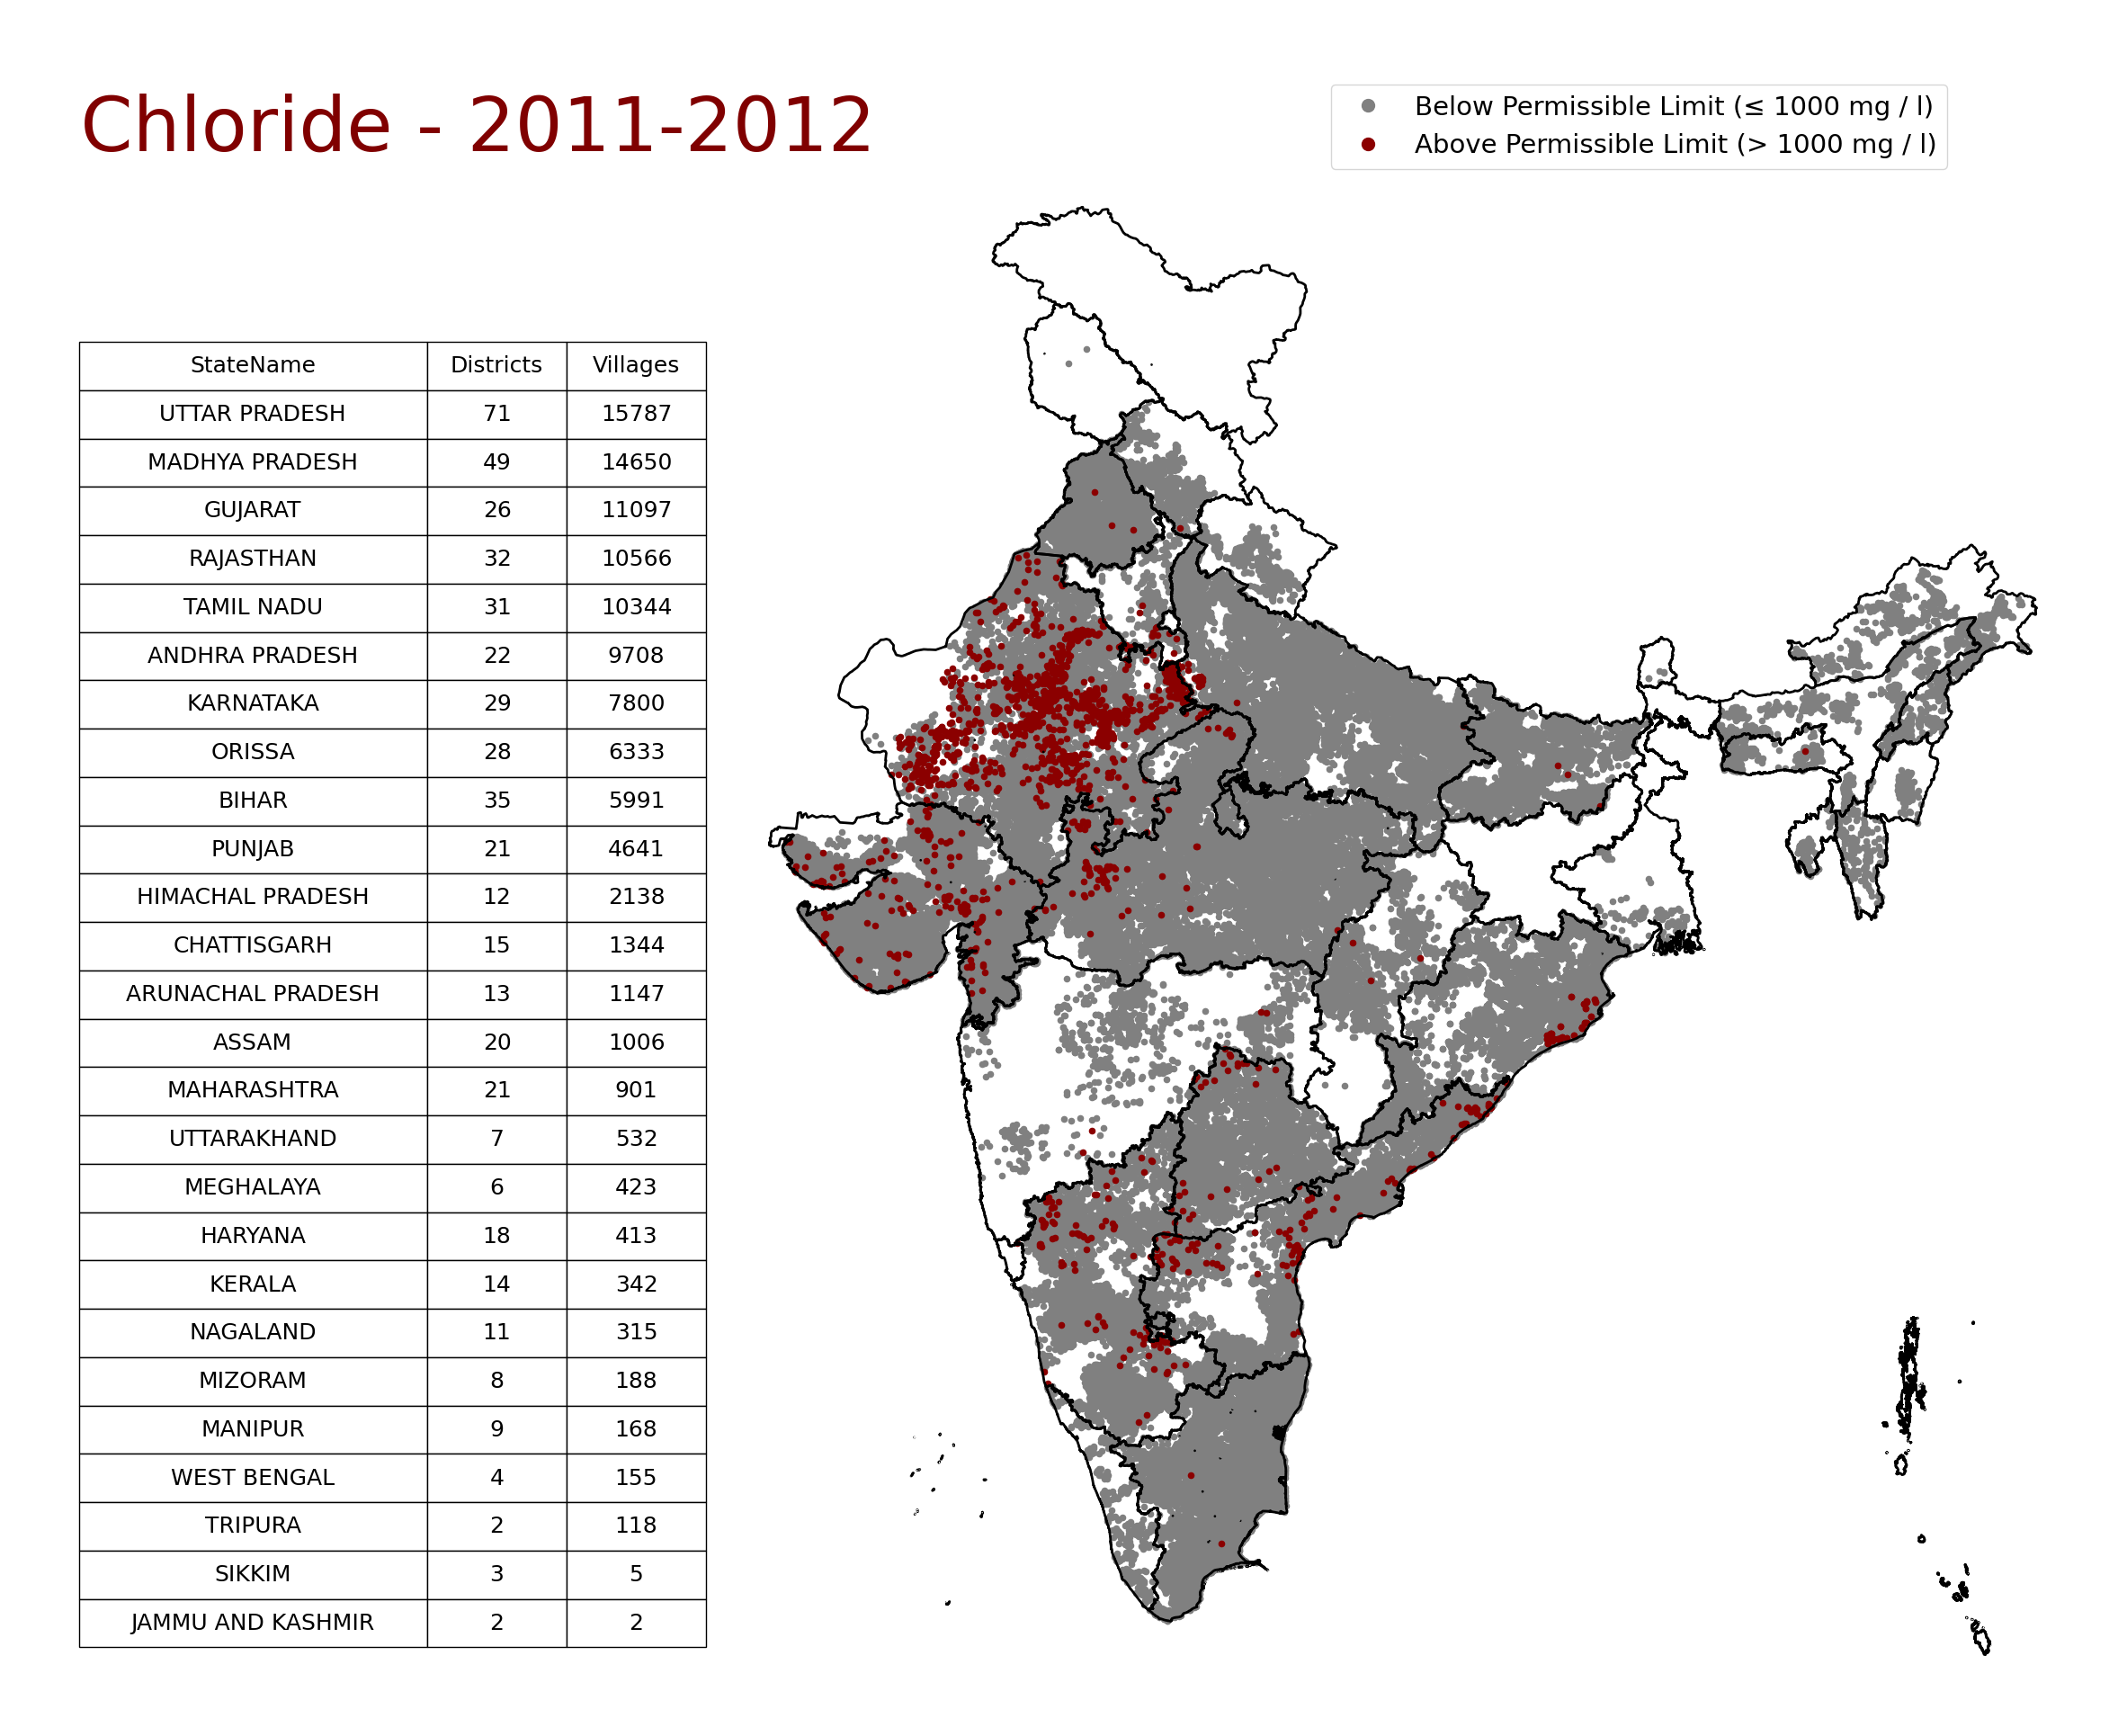 Chloride - 2011-2012
Below Permissible Limit (≤ 1000 mg / l)
Above Permissible Limit (> 1000 mg / l)
StateName Districts Villages
UTTAR PRADESH 71 15787
MADHYA PRADESH 49 14650
GUJARAT 26 11097
RAJASTHAN 32 10566
TAMIL NADU 31 10344
ANDHRA PRADESH 22 9708
KARNATAKA 29 7800
ORISSA 28 6333
BIHAR 35 5991
PUNJAB 21 4641
HIMACHAL PRADESH 12 2138
CHATTISGARH 15 1344
ARUNACHAL PRADESH 13 1147
ASSAM 20 1006
MAHARASHTRA 21 901
UTTARAKHAND 7 532
MEGHALAYA 6 423
HARYANA 18 413
KERALA 14 342
NAGALAND 11 315
MIZORAM 8 188
MANIPUR 9 168
WEST BENGAL 4 155
TRIPURA 2 118
SIKKIM 3 5
JAMMU AND KASHMIR 2 2